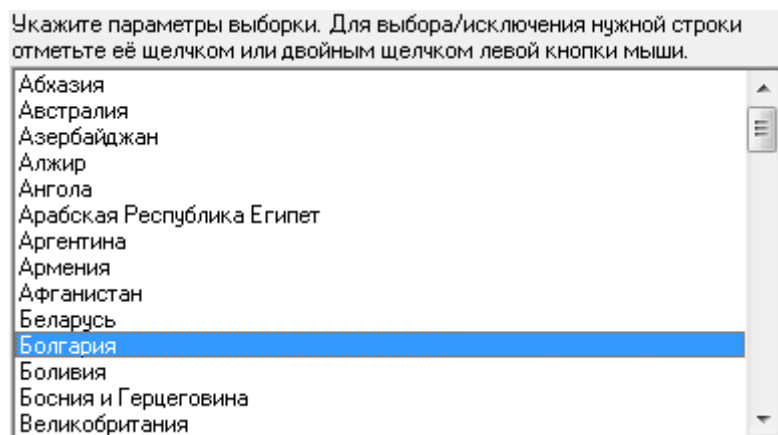 Укажите параметры выборки. Для выбора/исключения нужной строки
отметьте её щелчком или двойным щелчком левой кнопки мыши.
Абхазия
Австралия
Азербайджан
Алжир
Ангола
Арабская Республика Египет
Аргентина
Армения
Афганистан
Беларусь
Болгария
Боливия
Босния и Герцеговина
Великобритания